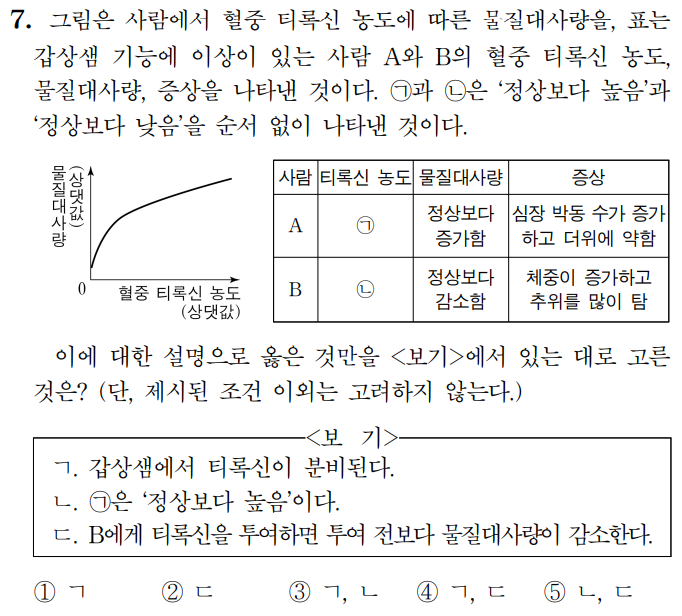 7. 그림은 사람에서 혈중 티록신 농도에 따른 물질대사량을, 표는
갑상샘 기능에 이상이 있는 사람 A와 B의 혈중 티록신 농도,
물질대사량, 증상을 나타낸 것이다. ㉠과 ㉡은 ‘정상보다 높음’과
‘정상보다 낮음’을 순서 없이 나타낸 것이다.
물질대사량 (상댓값)
0
혈중 티록신 농도
(상댓값)
사람 티록신 농도 물질대사량 증상
A ㉠ 정상보다 증가함 심장 박동 수가 증가하고 더위에 약함
B ㉡ 정상보다 감소함 체중이 증가하고 추위를 많이 탐
이에 대한 설명으로 옳은 것만을 <보기>에서 있는 대로 고른
것은? (단, 제시된 조건 이외는 고려하지 않는다.)
<보 기>
ㄱ. 갑상샘에서 티록신이 분비된다.
ㄴ. ㉠은 ‘정상보다 높음’이다.
ㄷ. B에게 티록신을 투여하면 투여 전보다 물질대사량이 감소한다.
① ㄱ ② ㄷ ③ ㄱ, ㄴ ④ ㄱ, ㄷ ⑤ ㄴ, ㄷ